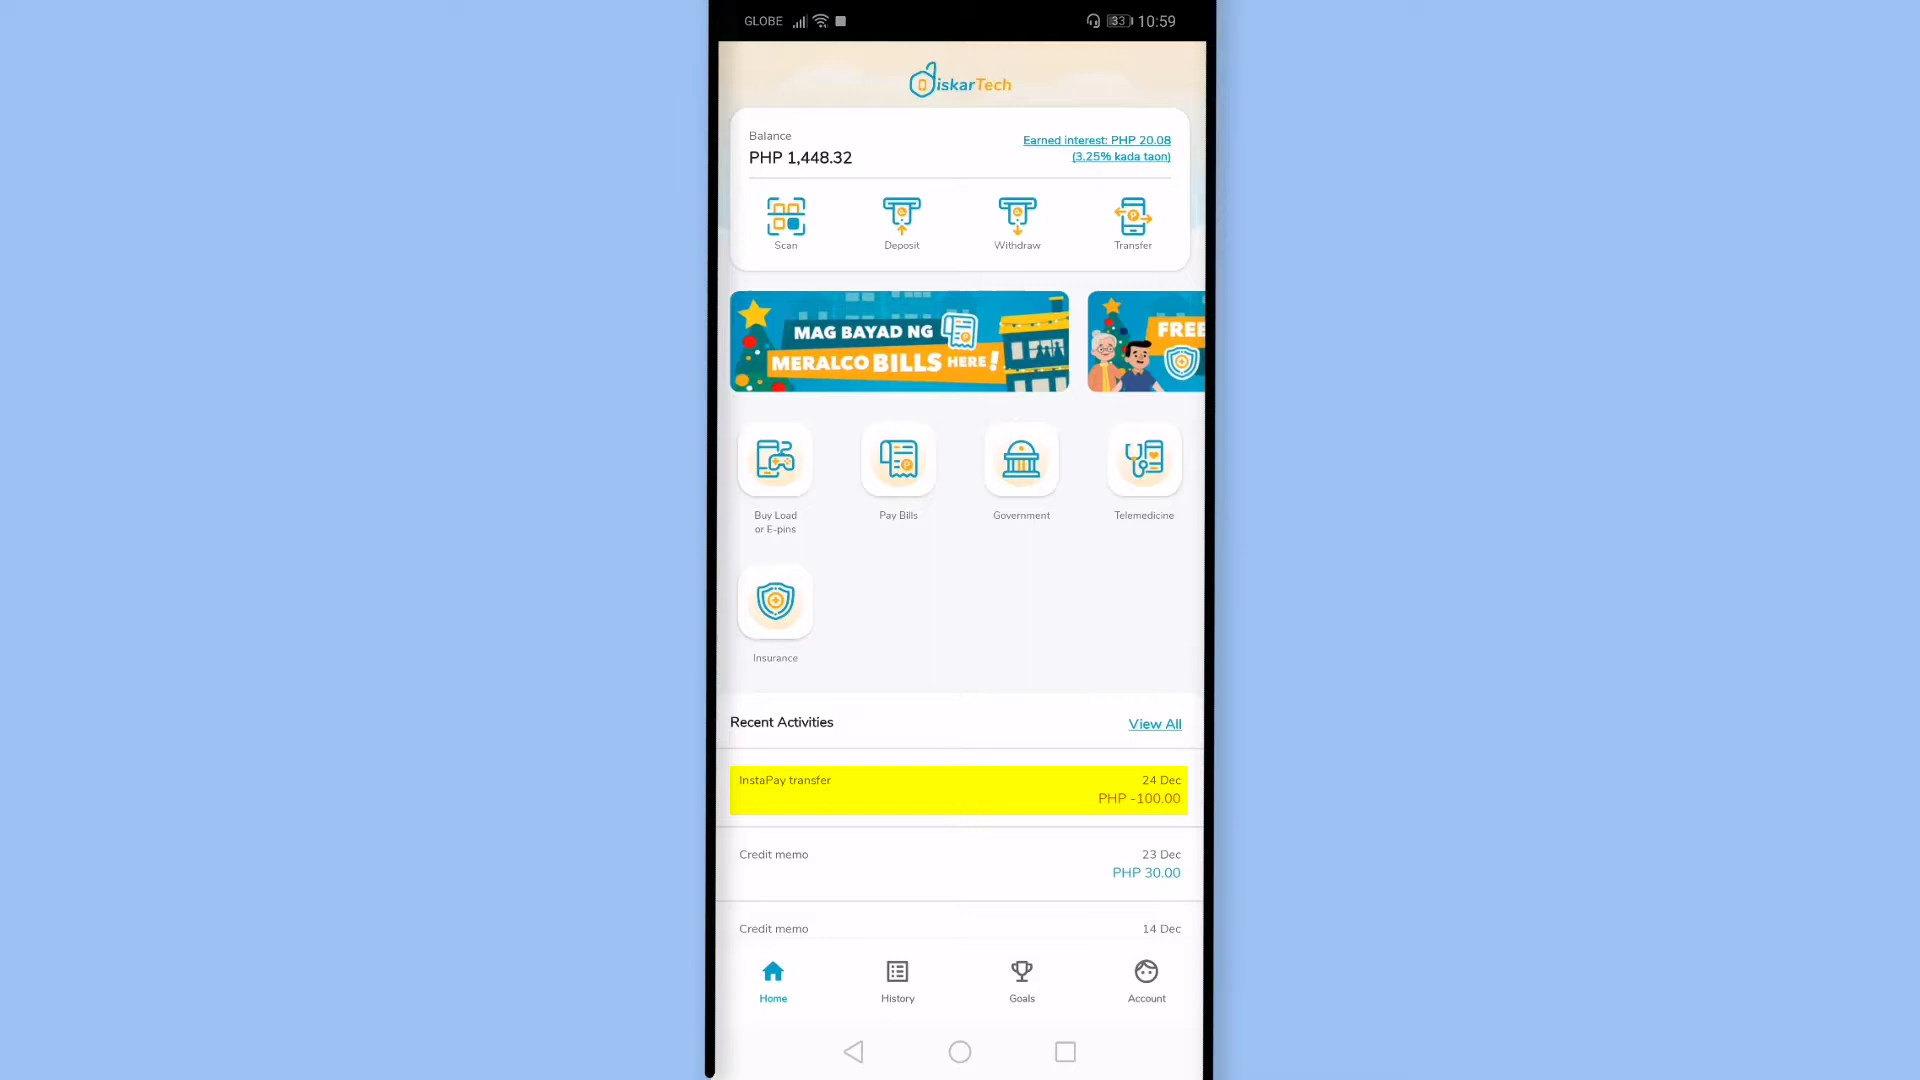 GLOBE
33 10:59
diskarTech
Balance
PHP 1,448.32
Earned interest: PHP 20.08
(3.25% kada taon)
Scan
Deposit
Withdraw
Transfer
MAG BAYAD NG
MERALCO BILLS HERE!
FREE
Buy Load
or E-pins
Pay Bills
Government
Telemedicine
Insurance
Recent Activities
View All
InstaPay transfer
24 Dec
PHP -100.00
Credit memo
23 Dec
PHP 30.00
Credit memo
14 Dec
Home
History
Goals
Account